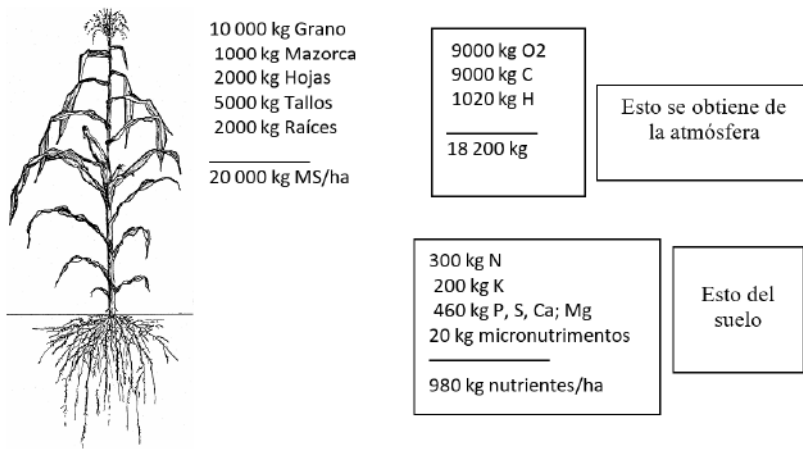 10 000 kg Grano
1000 kg Mazorca
2000 kg Hojas
5000 kg Tallos
2000 kg Raíces
20 000 kg MS/ha
9000 kg O2
9000 kg C
1020 kg H
18 200 kg
Esto se obtiene de
la atmósfera
300 kg N
200 kg K
460 kg P, S, Ca; Mg
20 kg micronutrimentos
980 kg nutrientes/ha
Esto del
suelo